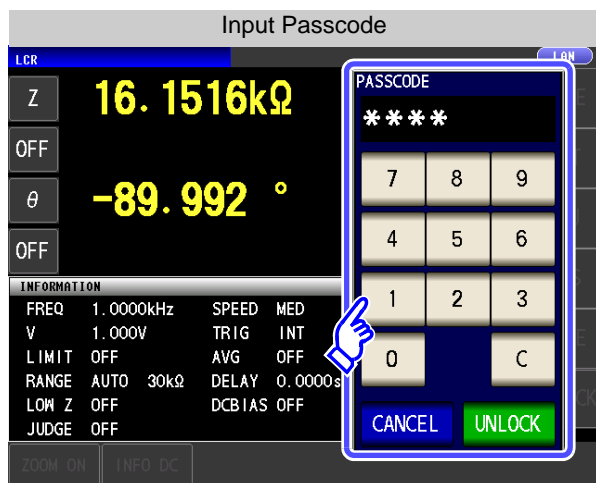 Input Passcode
LCR
LAN
Z 16.1516kΩ
OFF
θ -89.992 °
OFF
INFORMATION
FREQ 1.0000kHz SPEED MED
V 1.000V TRIG INT
LIMIT OFF AVG OFF
RANGE AUTO 30kΩ DELAY 0.0000s
LOW Z OFF DCBIAS OFF
JUDGE OFF
ZOOM ON INFO DC
PASSCODE
****
7 8 9
4 5 6
1 2 3
0 C
CANCEL UNLOCK